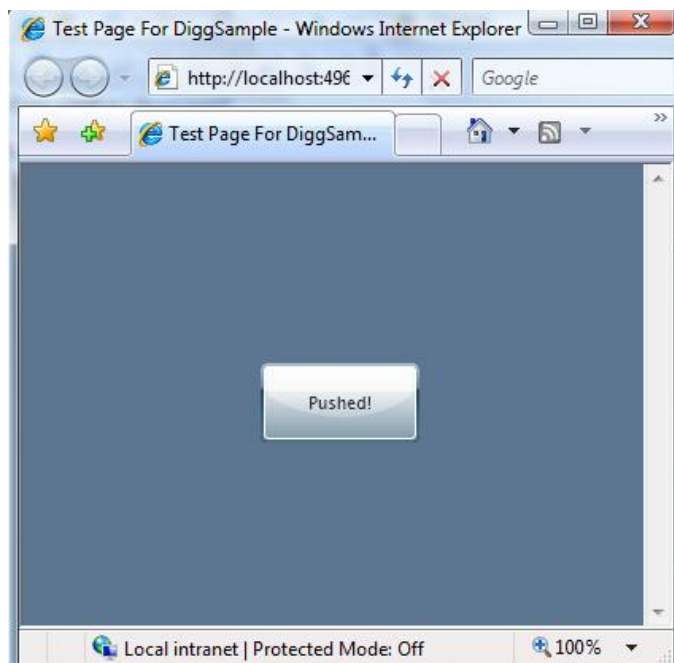 Test Page For DiggSample - Windows Internet Explorer
http://localhost:496
Google
Test Page For DiggSam...
Pushed!
Local intranet | Protected Mode: Off
100%